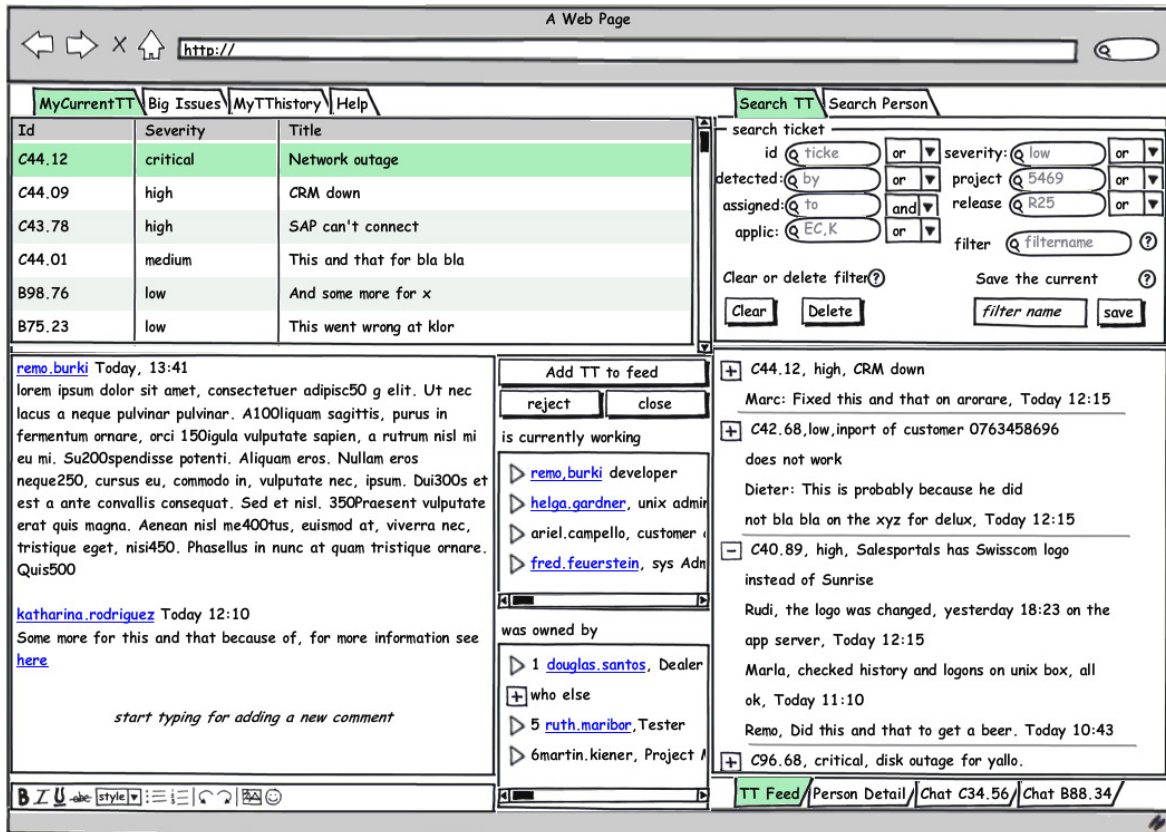 A Web Page
http://
MyCurrentTT Big Issues MyTThistory Help
Id Severity Title
C44.12 critical Network outage
C44.09 high CRM down
C43.78 high SAP can't connect
C44.01 medium This and that for bla bla
B98.76 low And some more for x
B75.23 low This went wrong at klor
Search TT Search Person
search ticket
id ticke or severity: low or
detected: by or project 5469 or
assigned: to and release R25 or
applic: EC,K or filter filtername ?
Clear or delete filter ? Save the current ?
Clear Delete filter name save
remo.burki Today, 13:41
lorem ipsum dolor sit amet, consectetuer adipisc50 g elit. Ut nec
lacus a neque pulvinar pulvinar. A100liquam sagittis, purus in
fermentum ornare, orci 150igula vulputate sapien, a rutrum nisl mi
eu mi. Su200spendisse potenti. Aliquam eros. Nullam eros
neque250, cursus eu, commodo in, vulputate nec, ipsum. Dui300s et
est a ante convallis consequat. Sed et nisl. 350Praesent vulputate
erat quis magna. Aenean nisl me400tus, euismod at, viverra nec,
tristique eget, nisi450. Phasellus in nunc at quam tristique ornare.
Quis500
katharina.rodriguez Today 12:10
Some more for this and that because of, for more information see
here
start typing for adding a new comment
B I U abc style
Add TT to feed
reject close
is currently working
remo,burki developer
helga.gardner, unix admin
ariel.campello, customer
fred.feuerstein, sys Adn
was owned by
1 douglas.santos, Dealer
who else
5 ruth.maribor,Tester
6martin.kiener, Project
C44.12, high, CRM down
Marc: Fixed this and that on arorare, Today 12:15
C42.68,low,inport of customer 0763458696
does not work
Dieter: This is probably because he did
not bla bla on the xyz for delux, Today 12:15
C40.89, high, Salesportals has Swisscom logo
instead of Sunrise
Rudi, the logo was changed, yesterday 18:23 on the
app server, Today 12:15
Marla, checked history and logons on unix box, all
ok, Today 11:10
Remo, Did this and that to get a beer. Today 10:43
C96.68, critical, disk outage for yallo.
TT Feed Person Detail Chat C34.56 Chat B88.34